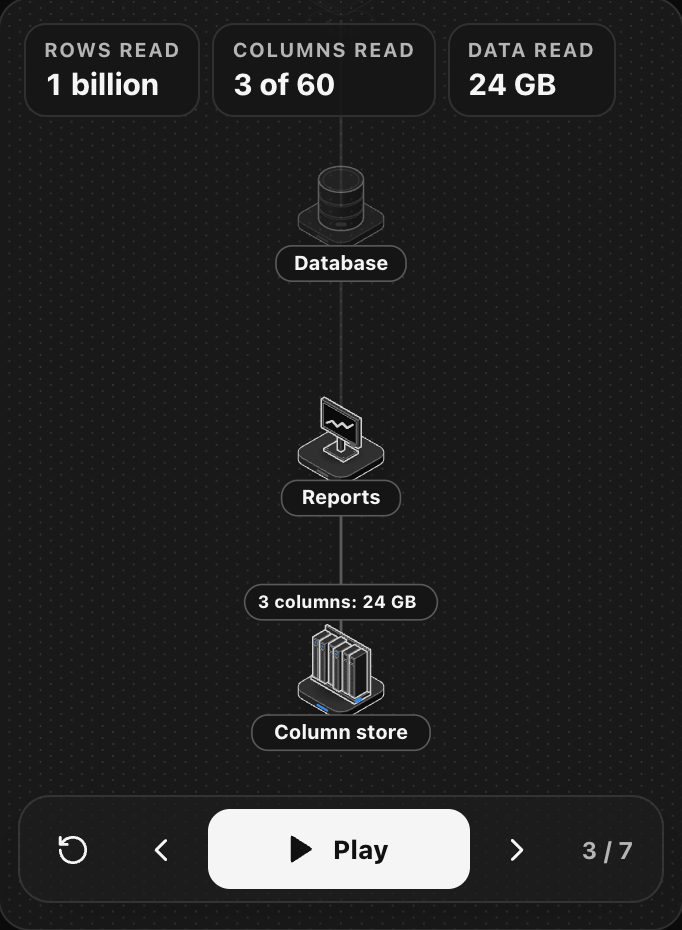 ROWS READ
1 billion
COLUMNS READ
3 of 60
DATA READ
24 GB
Database
Reports
3 columns: 24 GB
Column store
Play
3 / 7